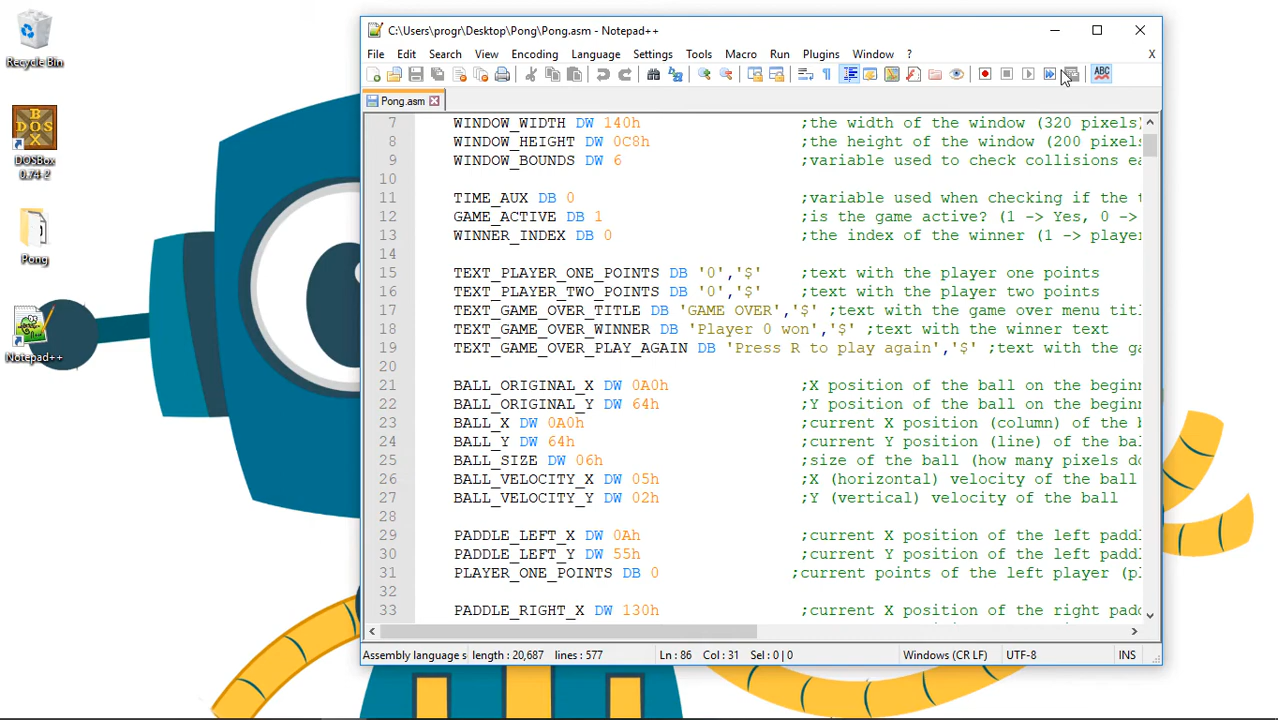 Recycle Bin
DOSBox
0.74-2
Pong
Notepad++
C:\Users\progr\Desktop\Pong\Pong.asm - Notepad++
File Edit Search View Encoding Language Settings Tools Macro Run Plugins Window ? X
ABC
Pong.asm
7 WINDOW_WIDTH DW 140h ;the width of the window (320 pixels)
8 WINDOW_HEIGHT DW 0C8h ;the height of the window (200 pixels
9 WINDOW_BOUNDS DW 6 ;variable used to check collisions ea
10
11 TIME_AUX DB 0 ;variable used when checking if the t
12 GAME_ACTIVE DB 1 ;is the game active? (1 -> Yes, 0 ->
13 WINNER_INDEX DB 0 ;the index of the winner (1 -> player
14
15 TEXT_PLAYER_ONE_POINTS DB '0','$' ;text with the player one points
16 TEXT_PLAYER_TWO_POINTS DB '0','$' ;text with the player two points
17 TEXT_GAME_OVER_TITLE DB 'GAME OVER','$' ;text with the game over menu titl
18 TEXT_GAME_OVER_WINNER DB 'Player 0 won','$' ;text with the winner text
19 TEXT_GAME_OVER_PLAY_AGAIN DB 'Press R to play again','$' ;text with the ga
20
21 BALL_ORIGINAL_X DW 0A0h ;X position of the ball on the beginn
22 BALL_ORIGINAL_Y DW 64h ;Y position of the ball on the beginn
23 BALL_X DW 0A0h ;current X position (column) of the b
24 BALL_Y DW 64h ;current Y position (line) of the bal
25 BALL_SIZE DW 06h ;size of the ball (how many pixels do
26 BALL_VELOCITY_X DW 05h ;X (horizontal) velocity of the ball
27 BALL_VELOCITY_Y DW 02h ;Y (vertical) velocity of the ball
28
29 PADDLE_LEFT_X DW 0Ah ;current X position of the left paddl
30 PADDLE_LEFT_Y DW 55h ;current Y position of the left paddl
31 PLAYER_ONE_POINTS DB 0 ;current points of the left player (pl
32
33 PADDLE_RIGHT_X DW 130h ;current X position of the right padd
Assembly language s length : 20,687 lines : 577 Ln : 86 Col : 31 Sel : 0 | 0 Windows (CR LF) UTF-8 INS